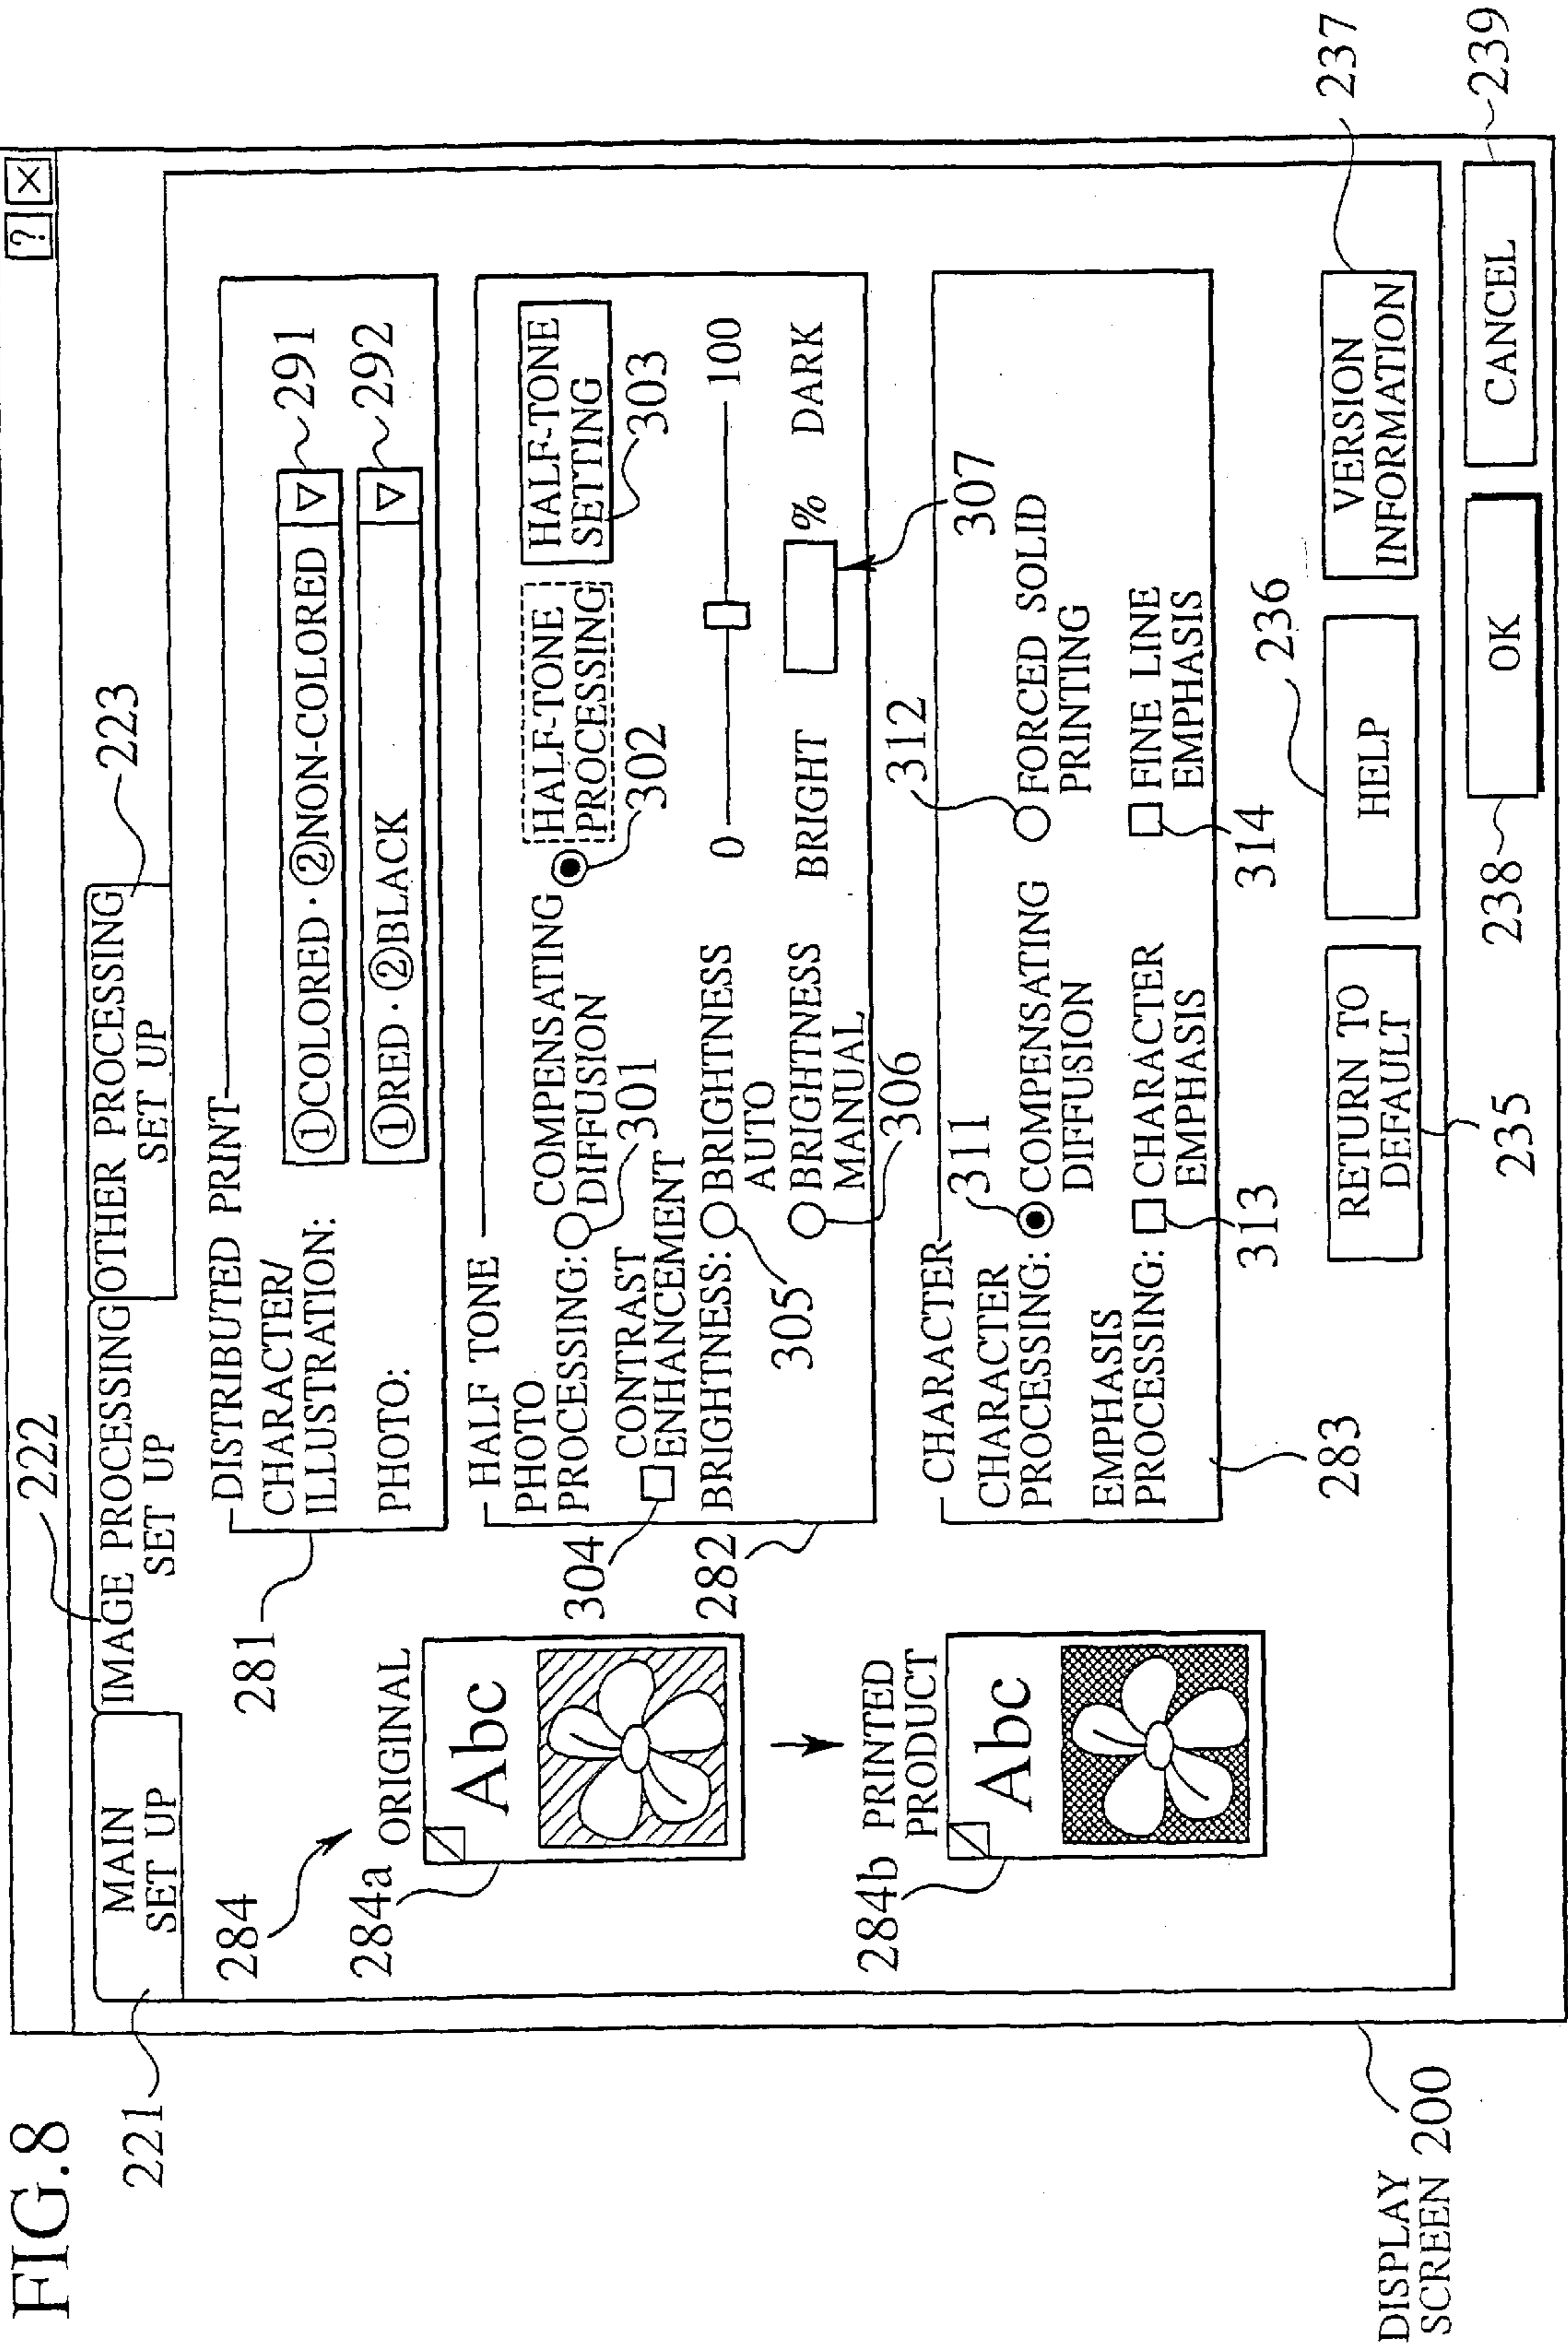 FIG.8
? X
221
222
223
MAIN
SET UP
IMAGE PROCESSING
SET UP
OTHER PROCESSING
SET UP
284
ORIGINAL
284a
Abc
284b
PRINTED
PRODUCT
Abc
281
DISTRIBUTED PRINT
CHARACTER/
ILLUSTRATION:
①COLORED·②NON-COLORED ▽
291
PHOTO:
①RED·②BLACK ▽
292
HALF TONE
PHOTO
PROCESSING:
COMPENSATING
DIFFUSION
301
HALF-TONE
PROCESSING
302
HALF-TONE
SETTING
303
304
CONTRAST
ENHANCEMENT
282
BRIGHTNESS:
BRIGHTNESS
AUTO
305
0
100
BRIGHTNESS
MANUAL
306
BRIGHT
%
DARK
307
CHARACTER
311
312
CHARACTER
PROCESSING:
COMPENSATING
DIFFUSION
FORCED SOLID
PRINTING
EMPHASIS
PROCESSING:
CHARACTER
EMPHASIS
FINE LINE
EMPHASIS
313
314
283
236
237
RETURN TO
DEFAULT
HELP
VERSION
INFORMATION
235
238
OK
CANCEL
239
DISPLAY
SCREEN 200